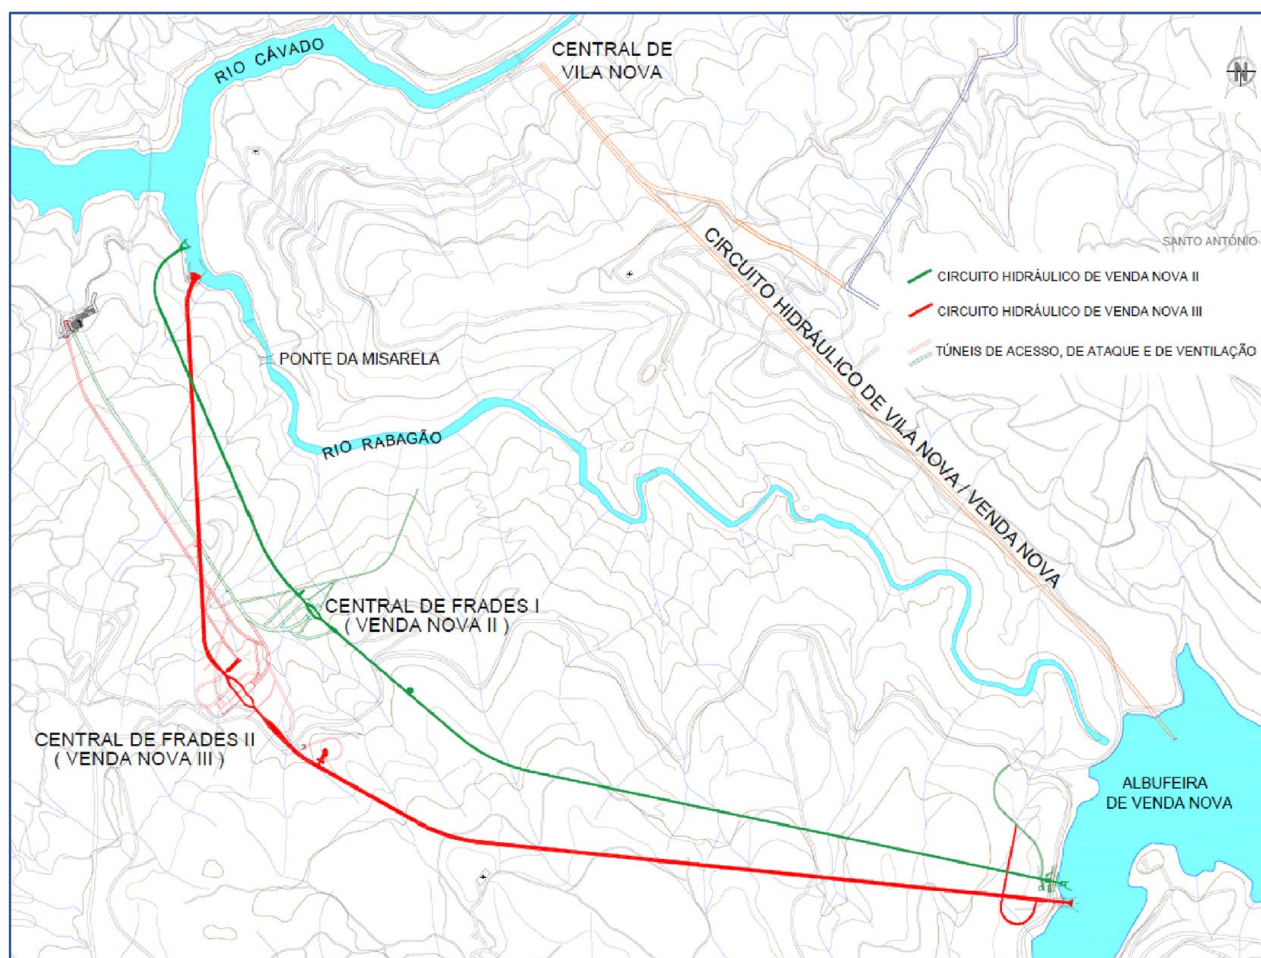 RIO CÁVADO
CENTRAL DE
VILA NOVA
N
SANTO ANTÓNIO
CIRCUITO HIDRÁULICO DE VILA NOVA / VENDA NOVA
CIRCUITO HIDRÁULICO DE VENDA NOVA II
CIRCUITO HIDRÁULICO DE VENDA NOVA III
TÚNEIS DE ACESSO, DE ATAQUE E DE VENTILAÇÃO
PONTE DA MISARELA
RIO RABAGÃO
CENTRAL DE FRADES I
( VENDA NOVA II )
CENTRAL DE FRADES II
( VENDA NOVA III )
ALBUFEIRA
DE VENDA NOVA